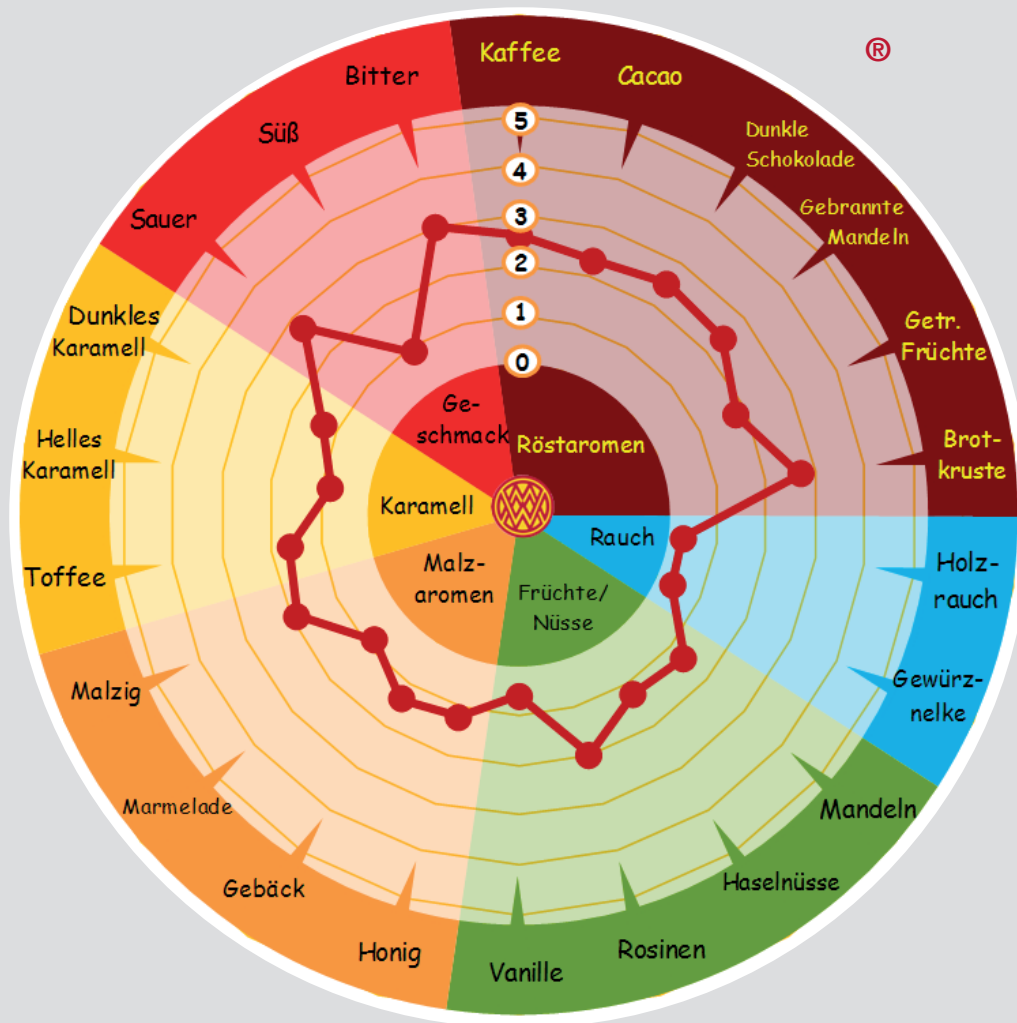 ®
Kaffee
Cacao
Dunkle
Schokolade
Gebrannte
Mandeln
Getr.
Früchte
Brot-
kruste
Holz-
rauch
Gewürz-
nelke
Mandeln
Haselnüsse
Rosinen
Vanille
Honig
Gebäck
Marmelade
Malzig
Toffee
Helles
Karamell
Dunkles
Karamell
Sauer
Süß
Bitter
5
4
3
2
1
0
Ge-
schmack
Röstaromen
Karamell
Rauch
Malz-
aromen
Früchte/
Nüsse